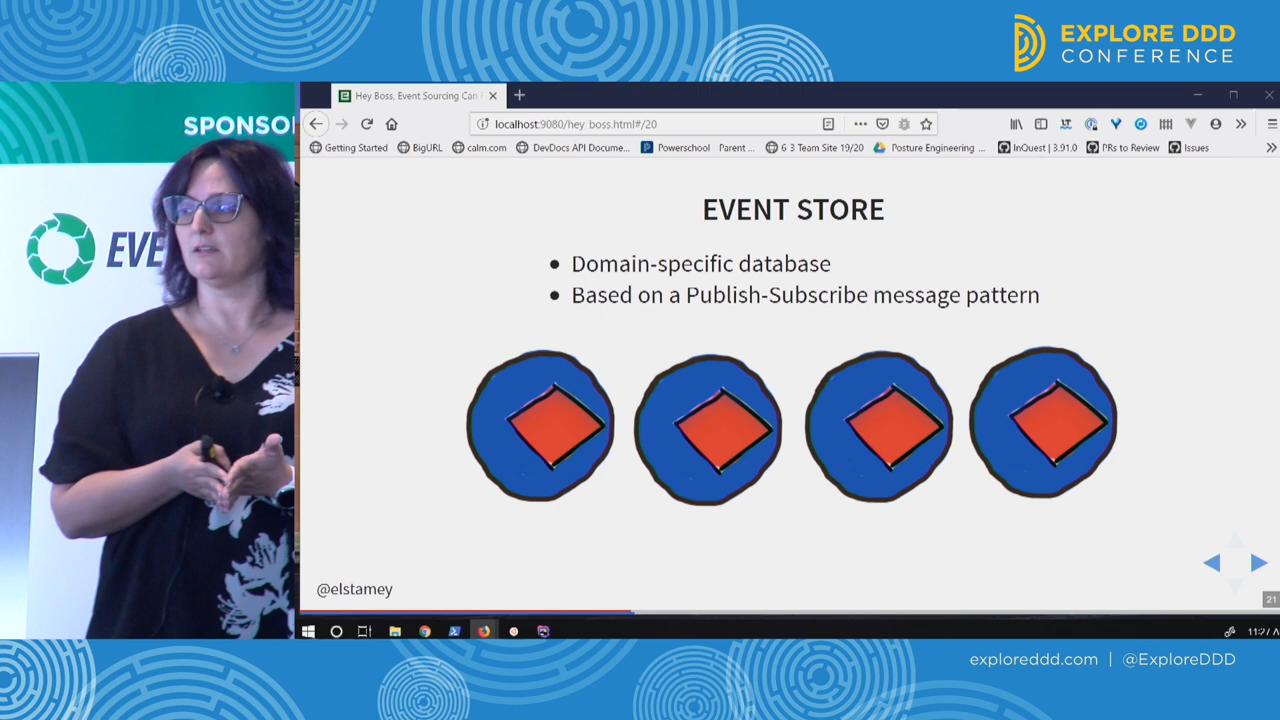 EXPLORE DDD
CONFERENCE
SPONSO
EVE
Hey Boss, Event Sourcing Can
localhost:9080/hey_boss.html#/20
Getting Started
BigURL
calm.com
DevDocs API Docume...
Powerschool
Parent ...
6 3 Team Site 19/20
Posture Engineering ...
InQuest | 3.91.0
PRs to Review
Issues
EVENT STORE
Domain-specific database
Based on a Publish-Subscribe message pattern
@elstamey
21
exploreddd.com | @ExploreDDD